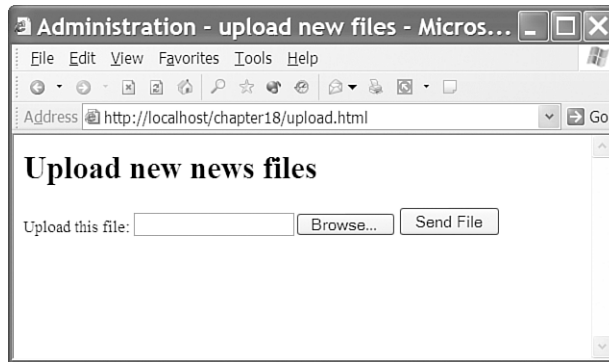 Administration - upload new files - Micros...
File Edit View Favorites Tools Help
Address http://localhost/chapter18/upload.html Go
Upload new news files
Upload this file: Browse... Send File